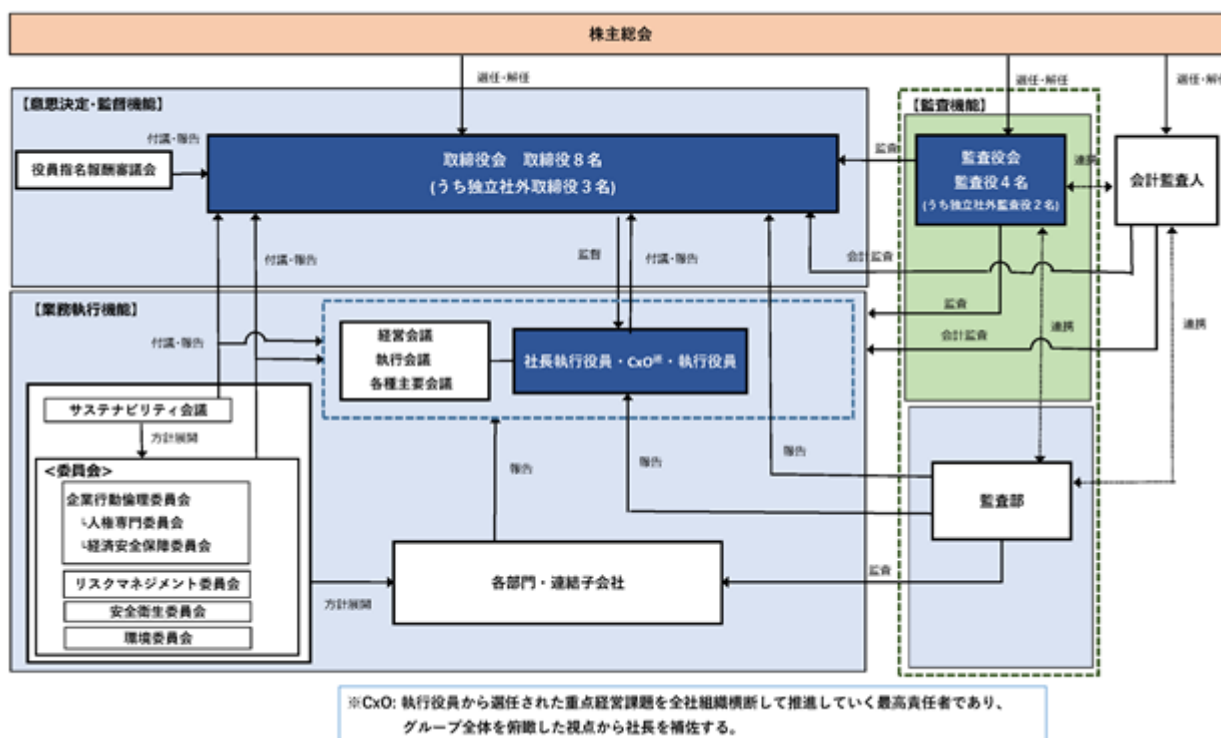 株主総会
選任・解任
選任・解任
選任・解任
【意思決定・監督機能】
【監査機能】
付議・報告
役員指名報酬審議会
取締役会 取締役8名
(うち独立社外取締役3名)
監査
監査役会
監査役4名
(うち独立社外監査役2名)
連携
会計監査人
付議・報告
監督
付議・報告
会計監査
【業務執行機能】
監査
会計監査
連携
連携
付議・報告
経営会議
執行会議
各種主要会議
社長執行役員・CxO※・執行役員
サステナビリティ会議
方針展開
<委員会>
企業行動倫理委員会
└人権専門委員会
└経済安全保障委員会
リスクマネジメント委員会
安全衛生委員会
環境委員会
報告
報告
報告
監査部
方針展開
各部門・連結子会社
監査
※CxO: 執行役員から選任された重点経営課題を全社組織横断して推進していく最高責任者であり、
グループ全体を俯瞰した視点から社長を補佐する。